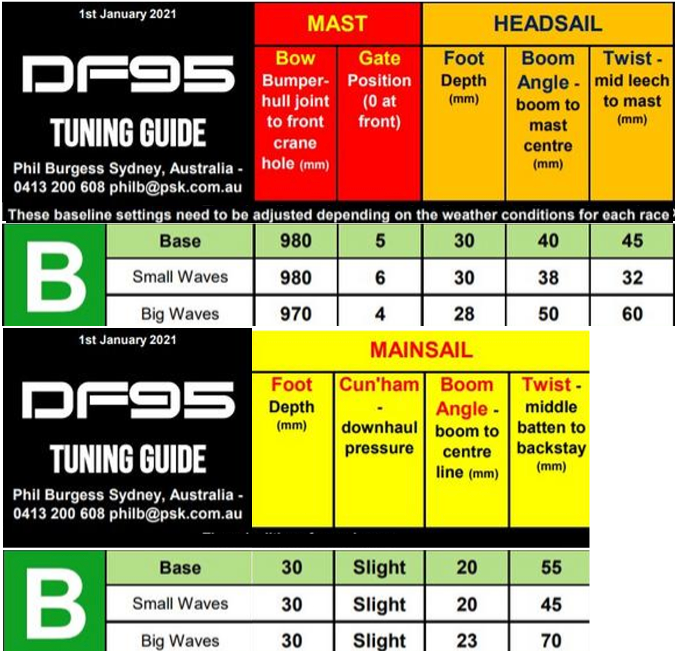 1st January 2021
DF95
TUNING GUIDE
Phil Burgess Sydney, Australia -
0413 200 608 philb@psk.com.au
MAST
HEADSAIL
Bow
Bumper-
hull joint
to front
crane
hole (mm)
Gate
Position
(0 at
front)
Foot
Depth
(mm)
Boom
Angle -
boom to
mast
centre
(mm)
Twist -
mid leech
to mast
(mm)
These baseline settings need to be adjusted depending on the weather conditions for each race
B
Base 980 5 30 40 45
Small Waves 980 6 30 38 32
Big Waves 970 4 28 50 60
1st January 2021
DF95
TUNING GUIDE
Phil Burgess Sydney, Australia -
0413 200 608 philb@psk.com.au
MAINSAIL
Foot
Depth
(mm)
Cun'ham
-
downhaul
pressure
Boom
Angle -
boom to
centre
line (mm)
Twist -
middle
batten to
backstay
(mm)
B
Base 30 Slight 20 55
Small Waves 30 Slight 20 45
Big Waves 30 Slight 23 70